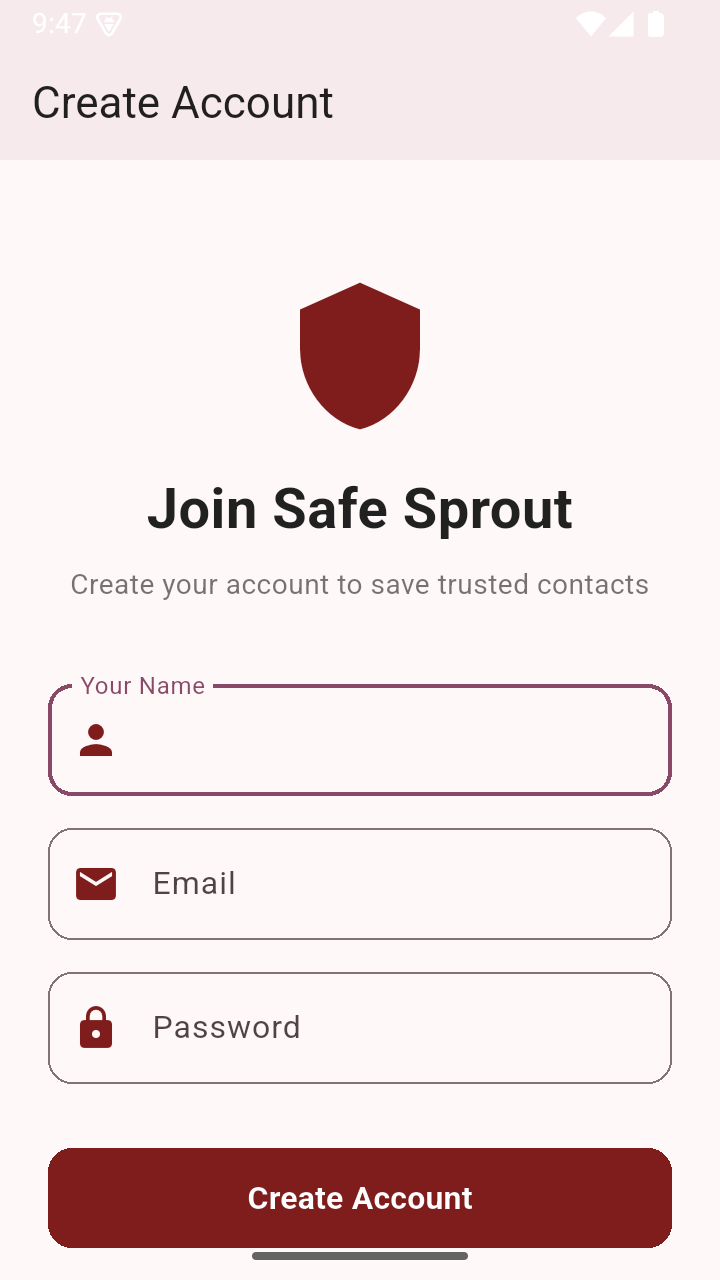 9:47
Create Account
Join Safe Sprout
Create your account to save trusted contacts
Your Name
Email
Password
Create Account